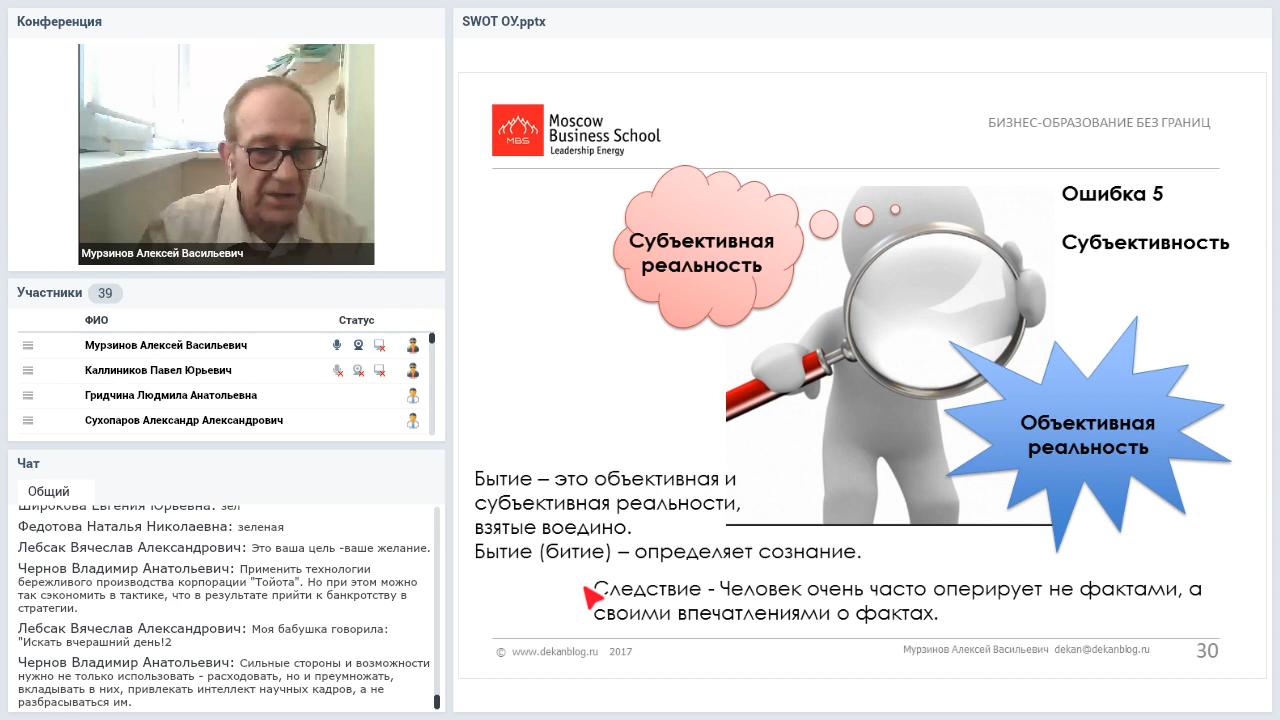 Конференция
Мурзинов Алексей Васильевич
Участники 39
ФИО Статус
Мурзинов Алексей Васильевич
Каллиников Павел Юрьевич
Гридчина Людмила Анатольевна
Сухопаров Александр Александрович
Чат
Общий
Широкова Евгения Юрьевна: зел
Федотова Наталья Николаевна: зеленая
Лебсак Вячеслав Александрович: Это ваша цель -ваше желание.
Чернов Владимир Анатольевич: Применить технологии
бережливого производства корпорации "Тойота". Но при этом можно
так сэкономить в тактике, что в результате прийти к банкротству в
стратегии.
Лебсак Вячеслав Александрович: Моя бабушка говорила:
"Искать вчерашний день!2
Чернов Владимир Анатольевич: Сильные стороны и возможности
нужно не только использовать - расходовать, но и преумножать,
вкладывать в них, привлекать интеллект научных кадров, а не
разбрасываться им.
SWOT ОУ.pptx
MBS
Moscow
Business School
Leadership Energy
БИЗНЕС-ОБРАЗОВАНИЕ БЕЗ ГРАНИЦ
Ошибка 5
Субъективность
Субъективная
реальность
Объективная
реальность
Бытие – это объективная и
субъективная реальности,
взятые воедино.
Бытие (битие) – определяет сознание.
Следствие - Человек очень часто оперирует не фактами, а
своими впечатлениями о фактах.
© www.dekanblog.ru 2017
Мурзинов Алексей Васильевич dekan@dekanblog.ru
30